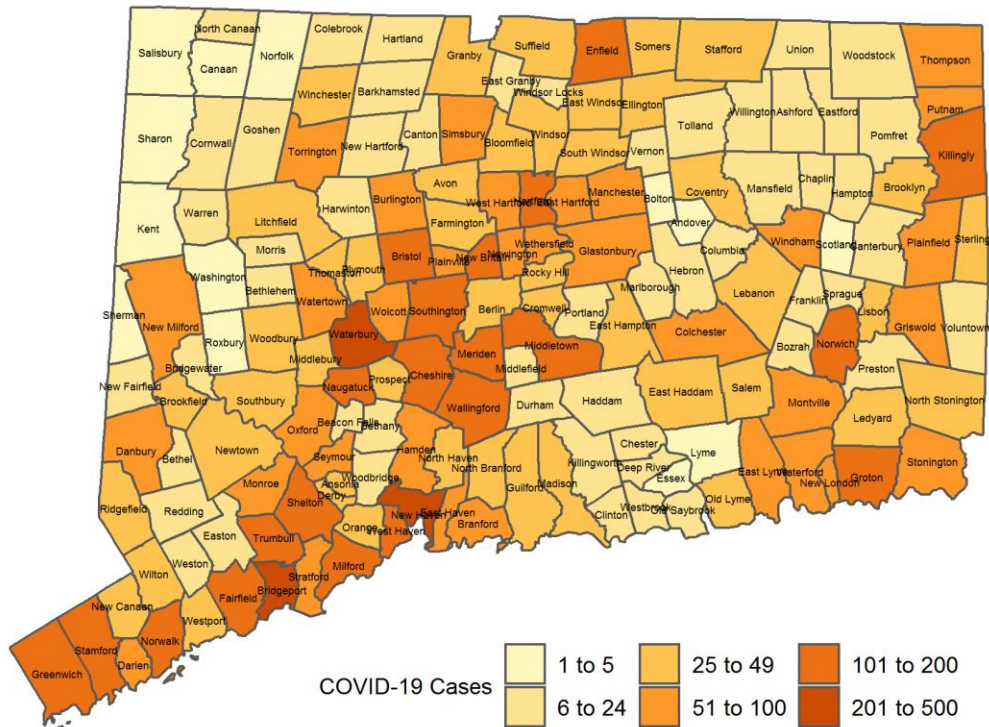 North Canaan
Colebrook
Hartland
Salisbury
Norfolk
Canaan
Granby
Suffield
Enfield
Somers
Stafford
Union
Woodstock
Thompson
East Granby
Windsor Locks
Winchester
Barkhamsted
East Windsor
Ellington
Putnam
Sharon
Cornwall
Goshen
Torrington
New Hartford
Canton
Simsbury
Bloomfield
Windsor
South Windsor
Vernon
Tolland
Willington
Ashford
Eastford
Pomfret
Killingly
Kent
Warren
Litchfield
Harwinton
Burlington
Avon
West Hartford
Hartford
East Hartford
Manchester
Bolton
Andover
Coventry
Mansfield
Chaplin
Hampton
Brooklyn
Farmington
Morris
Washington
Bethlehem
Thomaston
Plymouth
Bristol
Plainville
New Britain
Newington
Wethersfield
Glastonbury
Rocky Hill
Hebron
Columbia
Windham
Scotland
Canterbury
Plainfield
Sterling
Marlborough
Lebanon
Franklin
Sprague
Lisbon
Griswold
Voluntown
Sherman
New Milford
Roxbury
Woodbury
Watertown
Waterbury
Wolcott
Southington
Berlin
Cromwell
Portland
East Hampton
Colchester
Bozrah
Norwich
Preston
Bridgewater
Middlebury
Naugatuck
Prospect
Cheshire
Meriden
Middletown
Middlefield
New Fairfield
Brookfield
Southbury
Wallingford
Durham
Haddam
East Haddam
Salem
Montville
Ledyard
North Stonington
Danbury
Bethel
Newtown
Oxford
Beacon Falls
Bethany
Hamden
North Haven
North Branford
Guilford
Madison
Killingworth
Chester
Deep River
Essex
Lyme
East Lyme
Waterford
New London
Groton
Stonington
Ridgefield
Redding
Monroe
Seymour
Ansonia
Derby
Woodbridge
Shelton
Orange
New Haven
West Haven
East Haven
Branford
Clinton
Westbrook
Old Saybrook
Old Lyme
Easton
Trumbull
Stratford
Milford
Wilton
Weston
Bridgeport
Fairfield
New Canaan
Westport
Norwalk
Darien
Stamford
Greenwich
COVID-19 Cases
1 to 5
25 to 49
101 to 200
6 to 24
51 to 100
201 to 500